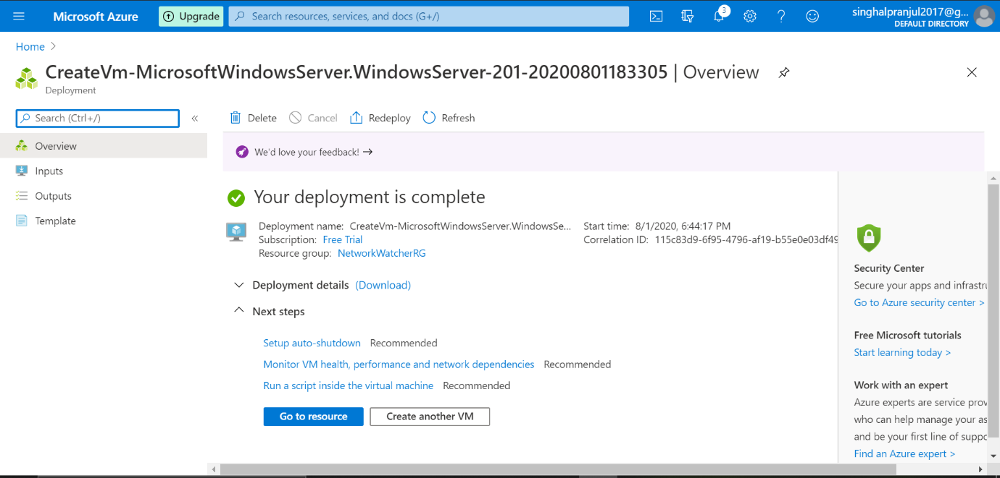 Microsoft Azure
Upgrade
Search resources, services, and docs (G+/)
3
singhalpranjul2017@g...
DEFAULT DIRECTORY
Home
CreateVm-MicrosoftWindowsServer.WindowsServer-201-20200801183305 | Overview
Deployment
Search (Ctrl+/)
Delete
Cancel
Redeploy
Refresh
Overview
Inputs
Outputs
Template
We'd love your feedback! →
Your deployment is complete
Deployment name: CreateVm-MicrosoftWindowsServer.WindowsSe...
Subscription: Free Trial
Resource group: NetworkWatcherRG
Start time: 8/1/2020, 6:44:17 PM
Correlation ID: 115c83d9-6f95-4796-af19-b55e0e03df49
Deployment details (Download)
Next steps
Setup auto-shutdown Recommended
Monitor VM health, performance and network dependencies Recommended
Run a script inside the virtual machine Recommended
Go to resource
Create another VM
Security Center
Secure your apps and infrastru
Go to Azure security center >
Free Microsoft tutorials
Start learning today >
Work with an expert
Azure experts are service prov
who can help manage your as
and be your first line of suppo
Find an Azure expert >